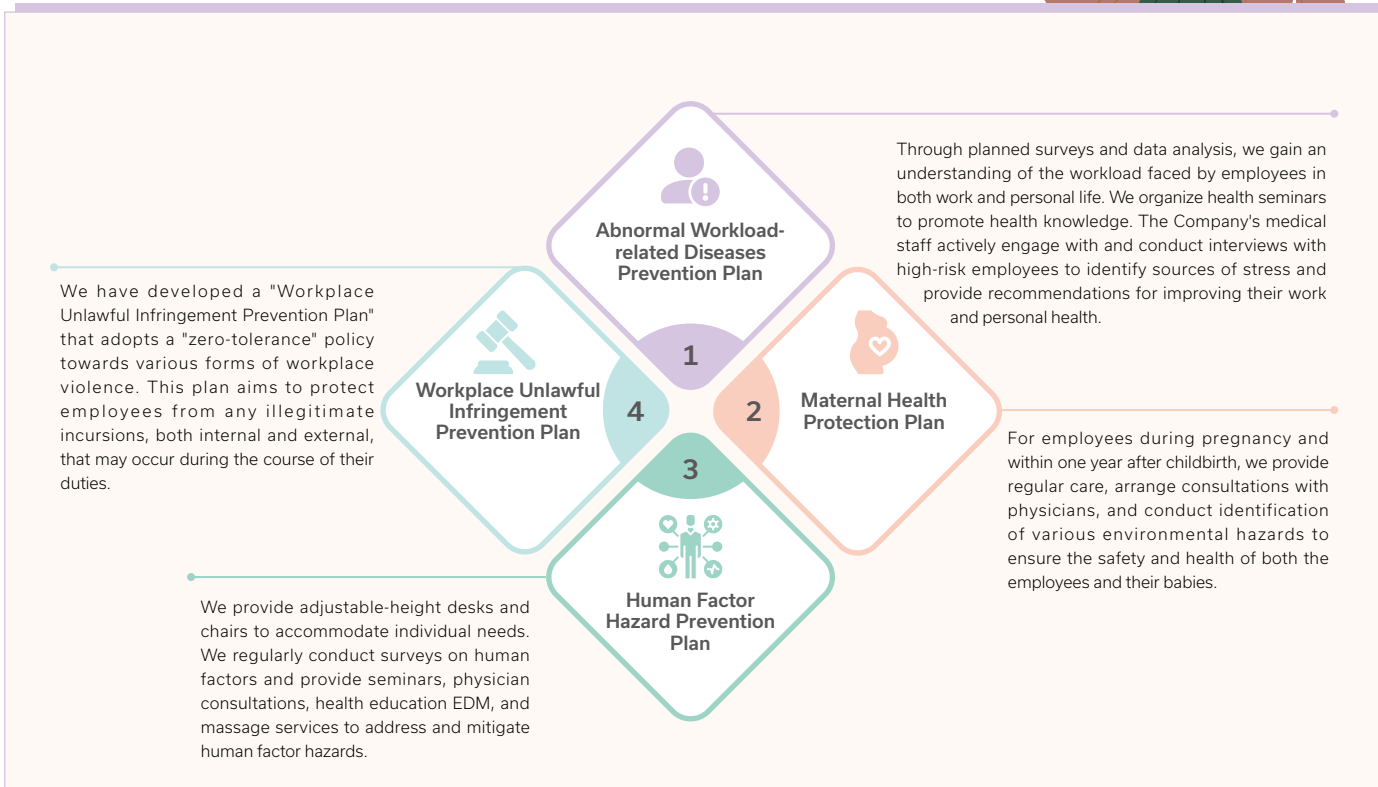 Abnormal Workload-
related Diseases
Prevention Plan
1
Through planned surveys and data analysis, we gain an
understanding of the workload faced by employees in
both work and personal life. We organize health seminars
to promote health knowledge. The Company's medical
staff actively engage with and conduct interviews with
high-risk employees to identify sources of stress and
provide recommendations for improving their work
and personal health.
2
Maternal Health
Protection Plan
For employees during pregnancy and
within one year after childbirth, we provide
regular care, arrange consultations with
physicians, and conduct identification
of various environmental hazards to
ensure the safety and health of both the
employees and their babies.
3
Human Factor
Hazard Prevention
Plan
We provide adjustable-height desks and
chairs to accommodate individual needs.
We regularly conduct surveys on human
factors and provide seminars, physician
consultations, health education EDM, and
massage services to address and mitigate
human factor hazards.
Workplace Unlawful
Infringement
Prevention Plan
4
We have developed a "Workplace
Unlawful Infringement Prevention Plan"
that adopts a "zero-tolerance" policy
towards various forms of workplace
violence. This plan aims to protect
employees from any illegitimate
incursions, both internal and external,
that may occur during the course of their
duties.